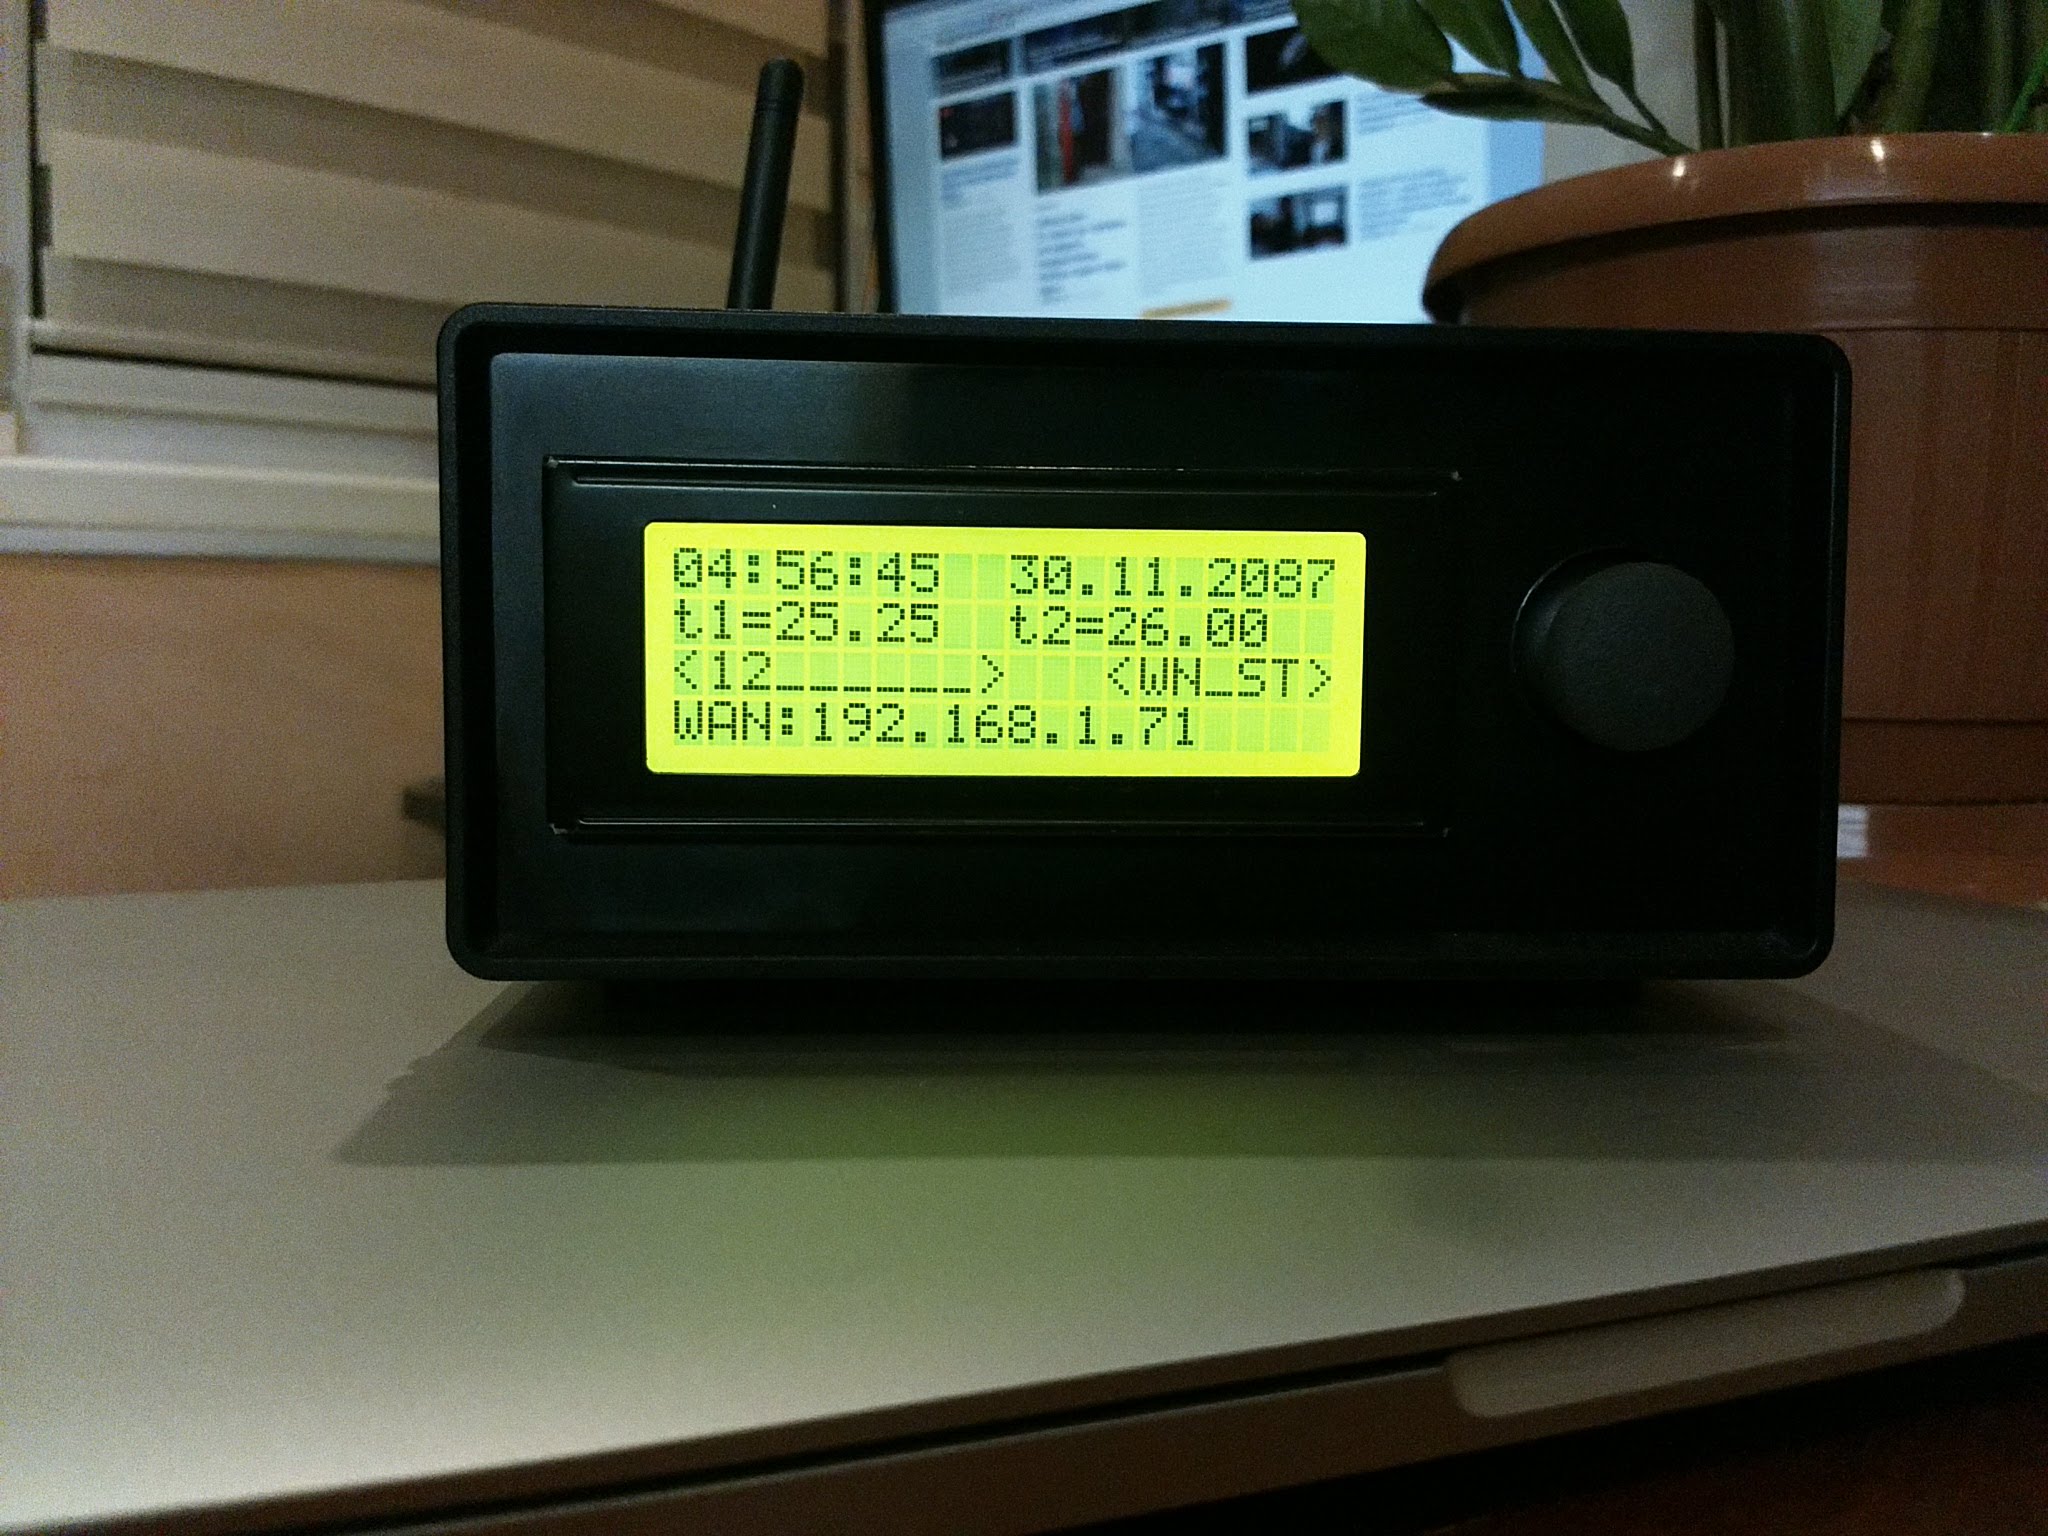 04:56:45  30.11.2087
t1=25.25  t2=26.00
<12______>   <WN_ST>
WAN:192.168.1.71